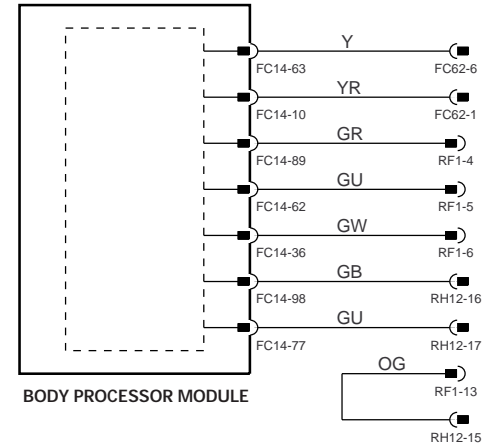 Y
FC14-63 FC62-6
YR
FC14-10 FC62-1
GR
FC14-89 RF1-4
GU
FC14-62 RF1-5
GW
FC14-36 RF1-6
GB
FC14-98 RH12-16
GU
FC14-77 RH12-17
OG
RF1-13
BODY PROCESSOR MODULE
RH12-15